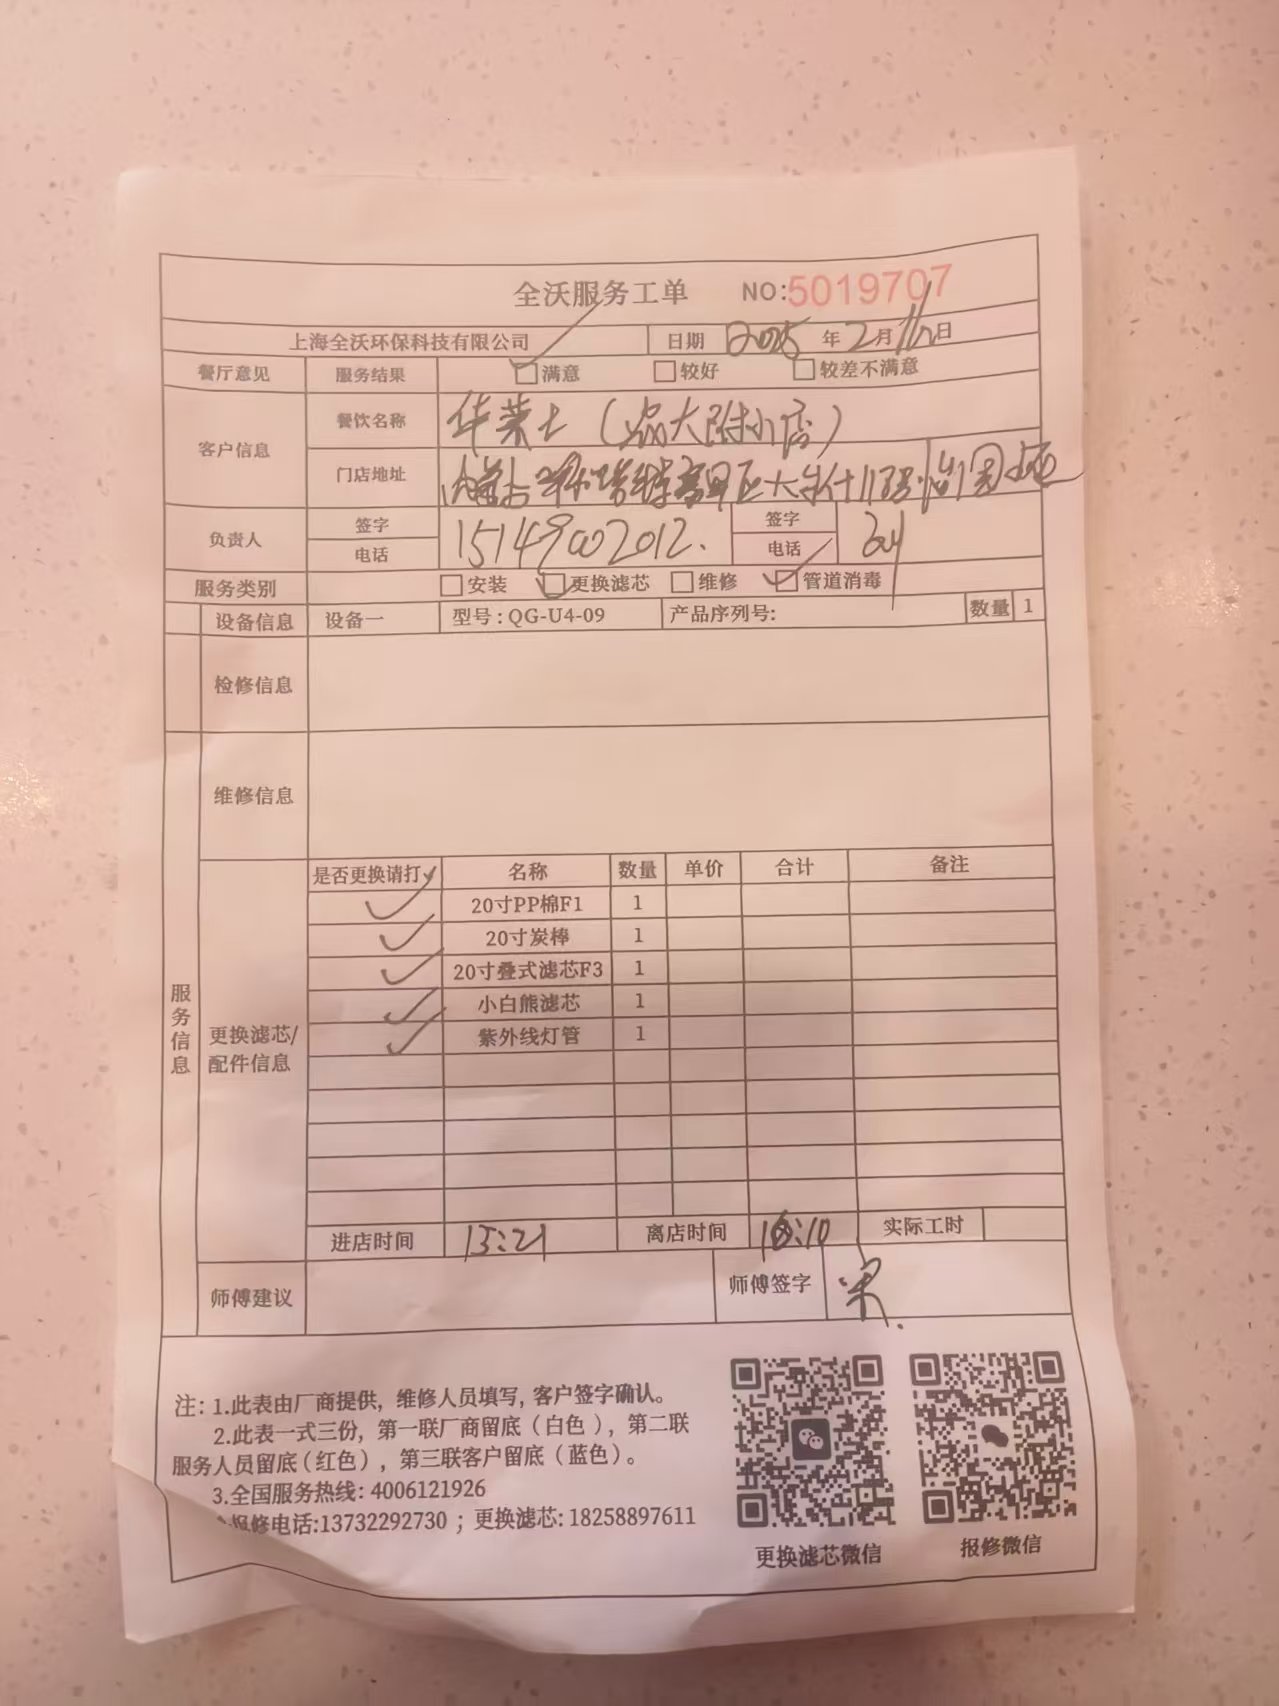 全沃服务工单 NO:5019707
上海全沃环保科技有限公司 日期 2025 年 2 月 日
餐厅意见 服务结果 满意 较好 较差不满意
客户信息 餐饮名称 华莱士（农大附小店）
门店地址
负责人 签字 电话 15149002012. 签字 电话
服务类别 安装 更换滤芯 维修 管道消毒
设备信息 设备一 型号：QG-U4-09 产品序列号: 数量 1
检修信息
维修信息
服务信息
更换滤芯/配件信息
是否更换请打✓ 名称 数量 单价 合计 备注
✓ 20寸PP棉F1 1
✓ 20寸炭棒 1
✓ 20寸叠式滤芯F3 1
✓ 小白熊滤芯 1
✓ 紫外线灯管 1
进店时间 15:21 离店时间 16:10 实际工时
师傅建议 师傅签字 宋
注：1.此表由厂商提供，维修人员填写，客户签字确认。
2.此表一式三份，第一联厂商留底（白色），第二联
服务人员留底（红色），第三联客户留底（蓝色）。
3.全国服务热线：4006121926
报修电话:13732292730 ；更换滤芯：18258897611
更换滤芯微信 报修微信